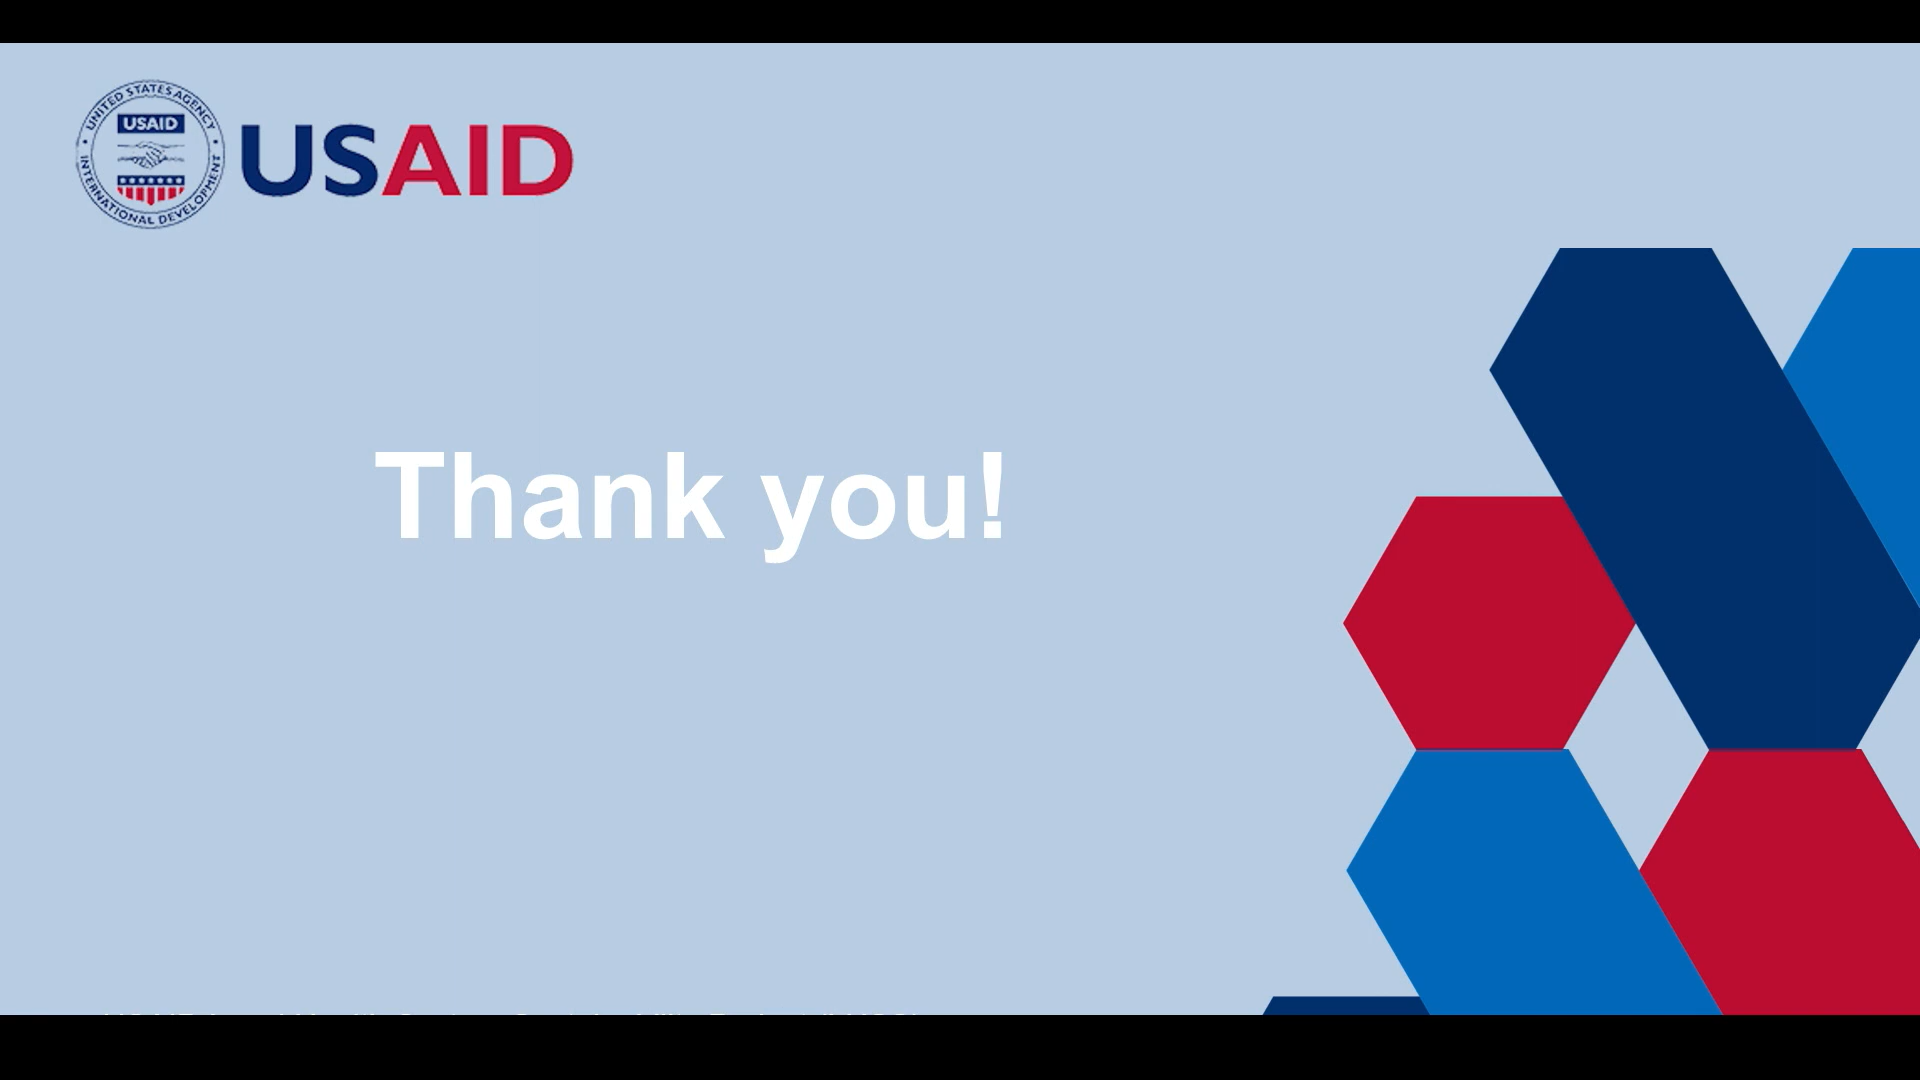 UNITED STATES AGENCY
USAID
INTERNATIONAL DEVELOPMENT
USAID
Thank you!